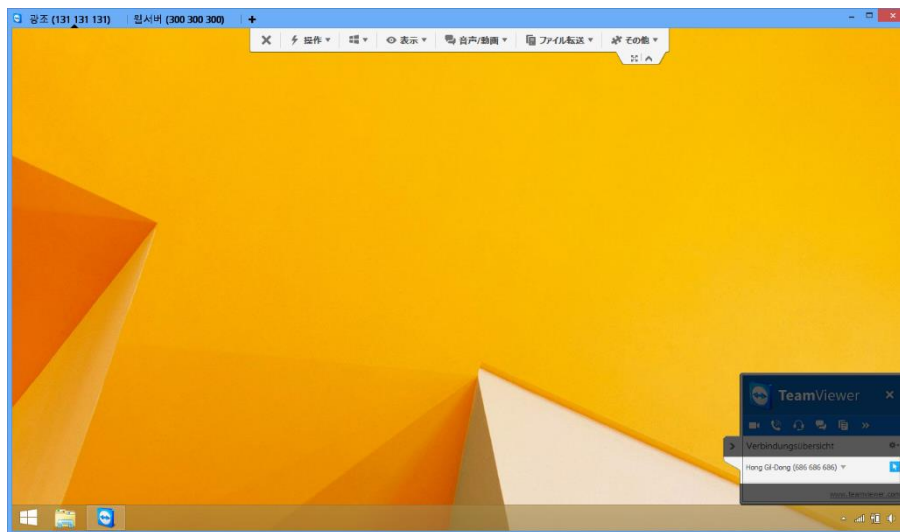 광조 (131 131 131) 웹서버 (300 300 300) +
操作 表示 音声/動画 ファイル転送 その他
TeamViewer
Verbindungsübersicht
Hong Gil-Dong (686 686 686)
www.teamviewer.com